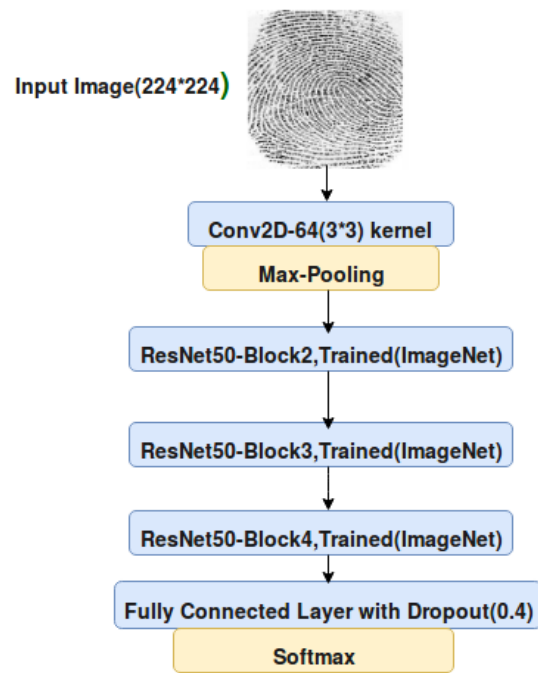 Input Image(224*224)
Conv2D-64(3*3) kernel
Max-Pooling
ResNet50-Block2,Trained(ImageNet)
ResNet50-Block3,Trained(ImageNet)
ResNet50-Block4,Trained(ImageNet)
Fully Connected Layer with Dropout(0.4)
Softmax